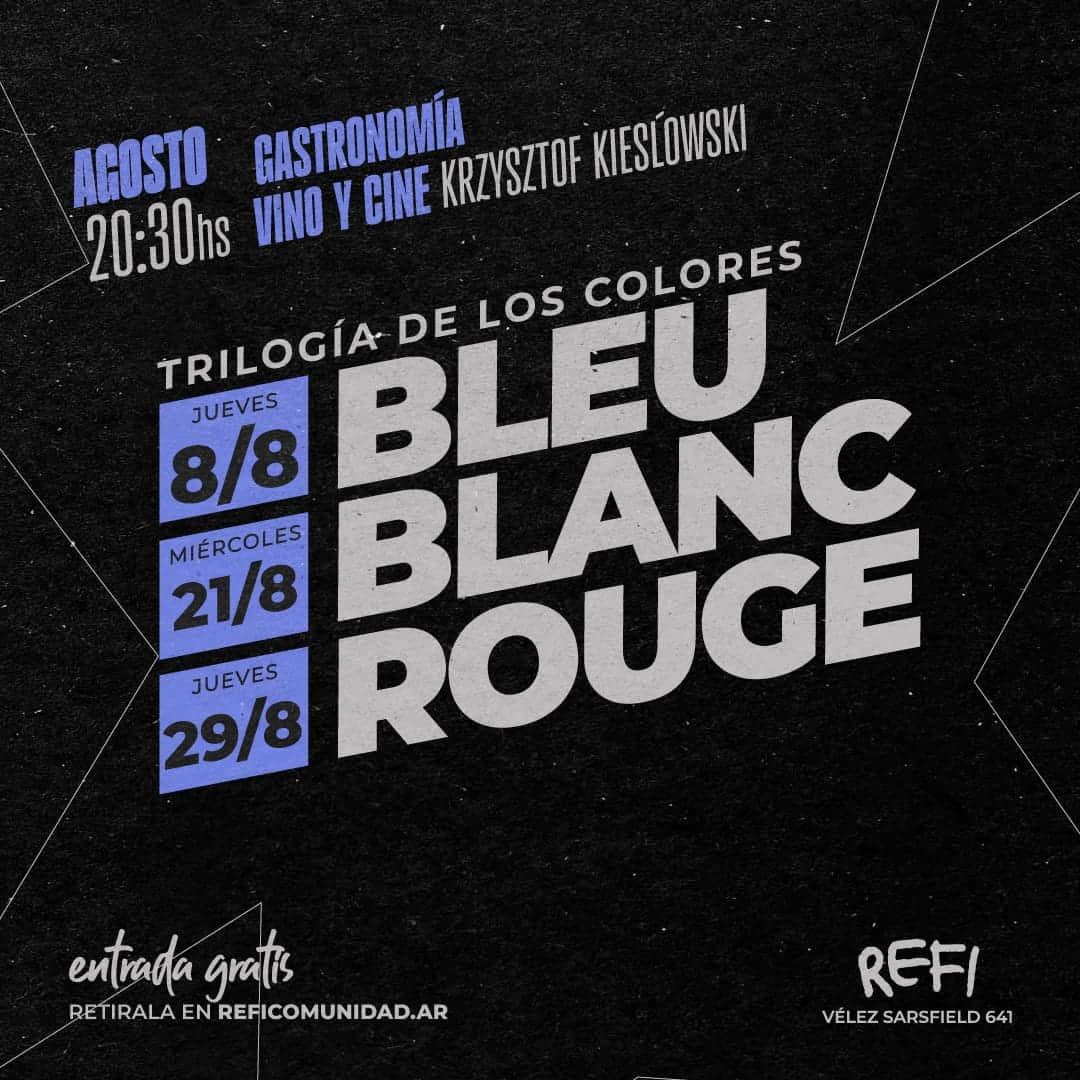 AGOSTO
20:30hs
GASTRONOMÍA
VINO Y CINE KRZYSZTOF KIESĹOWSKI
TRILOGÍA DE LOS COLORES
JUEVES
8/8
BLEU
MIÉRCOLES
21/8
BLANC
JUEVES
29/8
ROUGE
entrada gratis
RETIRALA EN REFICOMUNIDAD.AR
REFI
VÉLEZ SARSFIELD 641